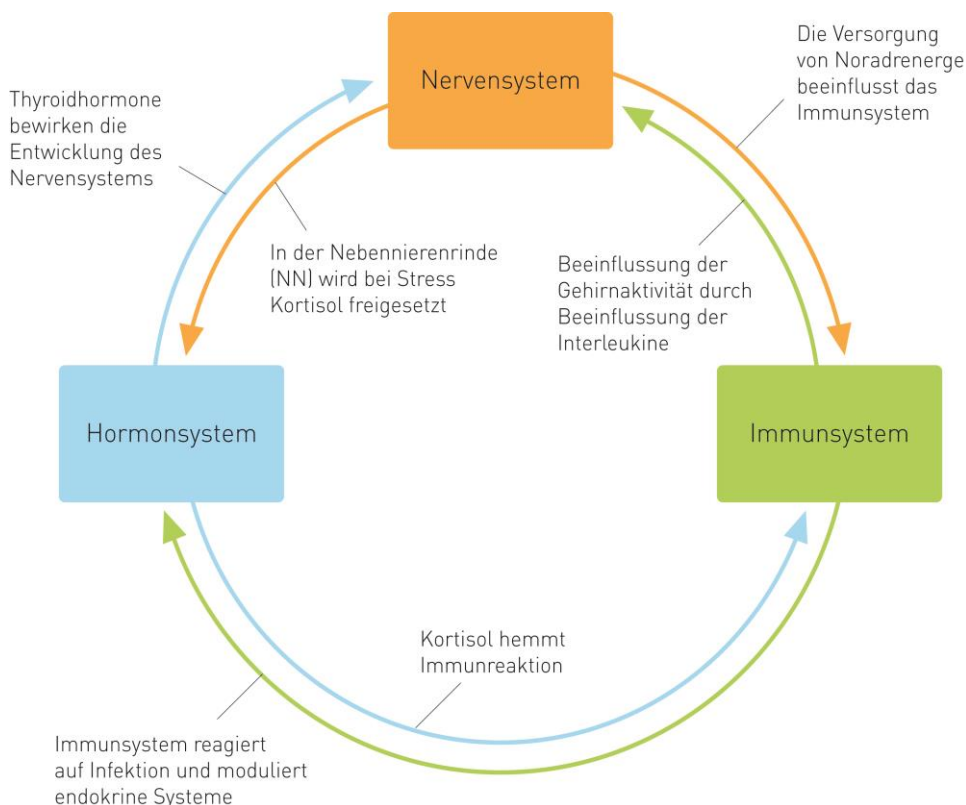 Nervensystem
Die Versorgung
von Noradrenerge
beeinflusst das
Immunsystem
Thyroidhormone
bewirken die
Entwicklung des
Nervensystems
In der Nebennierenrinde
(NN) wird bei Stress
Kortisol freigesetzt
Beeinflussung der
Gehirnaktivität durch
Beeinflussung der
Interleukine
Hormonsystem
Immunsystem
Kortisol hemmt
Immunreaktion
Immunsystem reagiert
auf Infektion und moduliert
endokrine Systeme